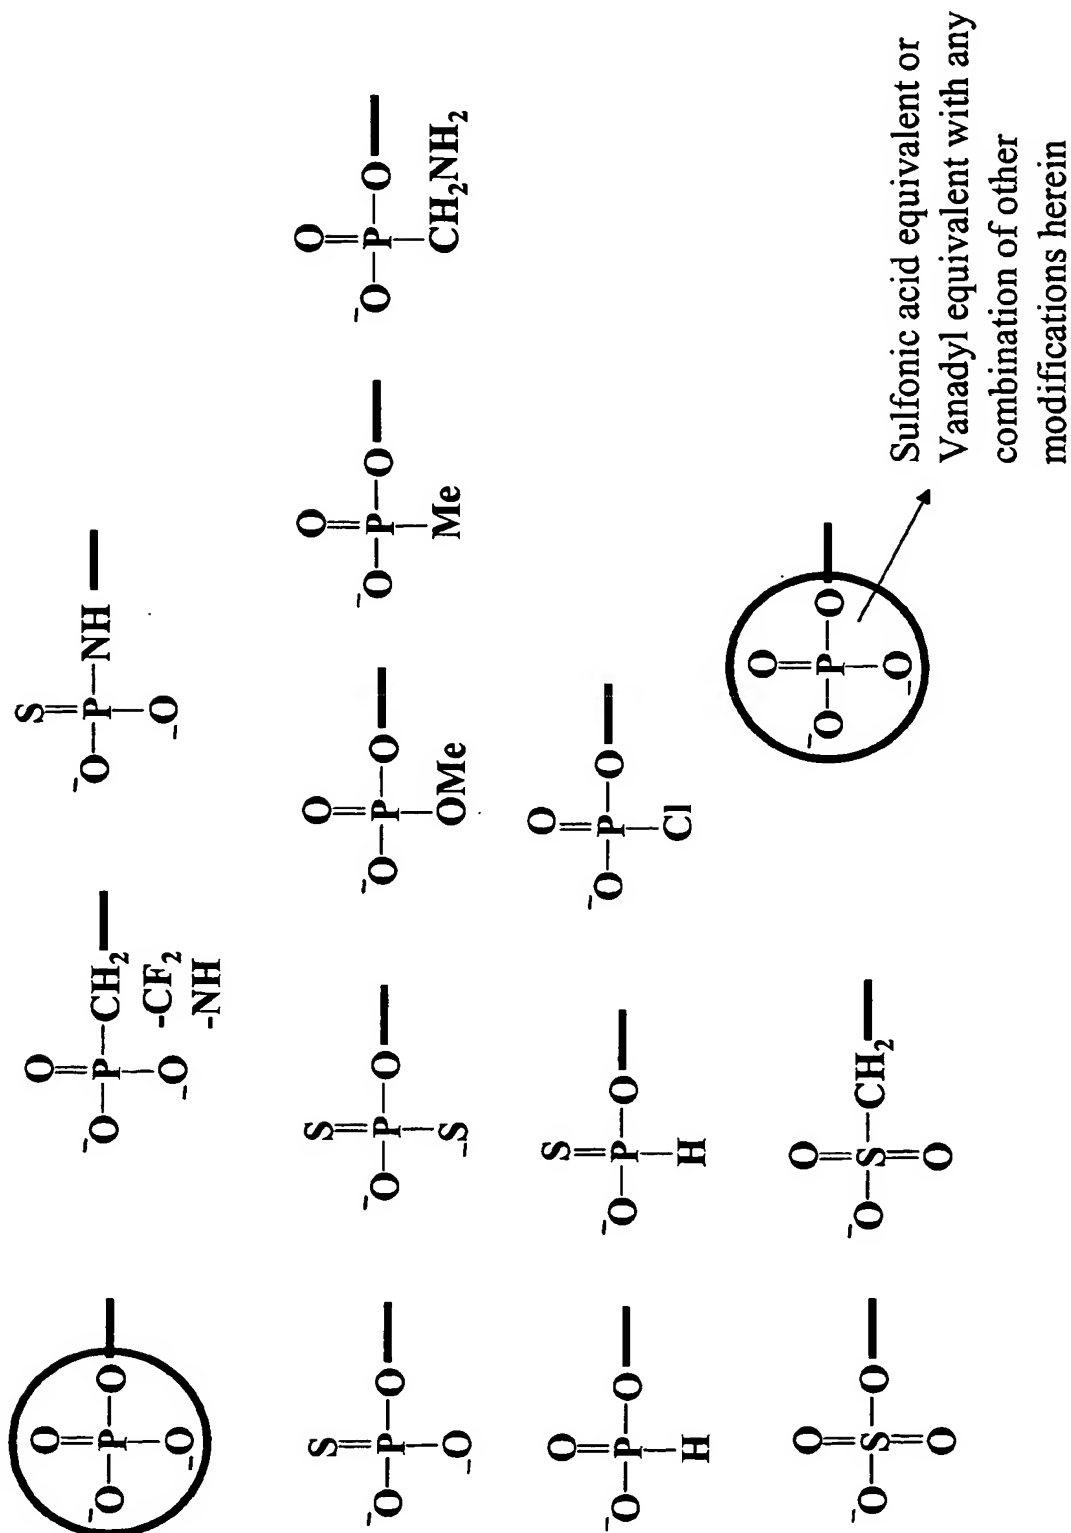 O
⁻O P O
O⁻
O
⁻O P CH₂
O⁻ -CF₂
-NH
S
⁻O P NH
O⁻
S
⁻O P O
O⁻
S
⁻O P O
S⁻
O
⁻O P O
OMe
O
⁻O P O
Me
O
⁻O P O
CH₂NH₂
O
⁻O P O
H
S
⁻O P O
H
O
⁻O P O
Cl
O
⁻O S O
O
O
⁻O S CH₂
O
O
⁻O P O
O⁻
Sulfonic acid equivalent or
Vanadyl equivalent with any
combination of other
modifications herein